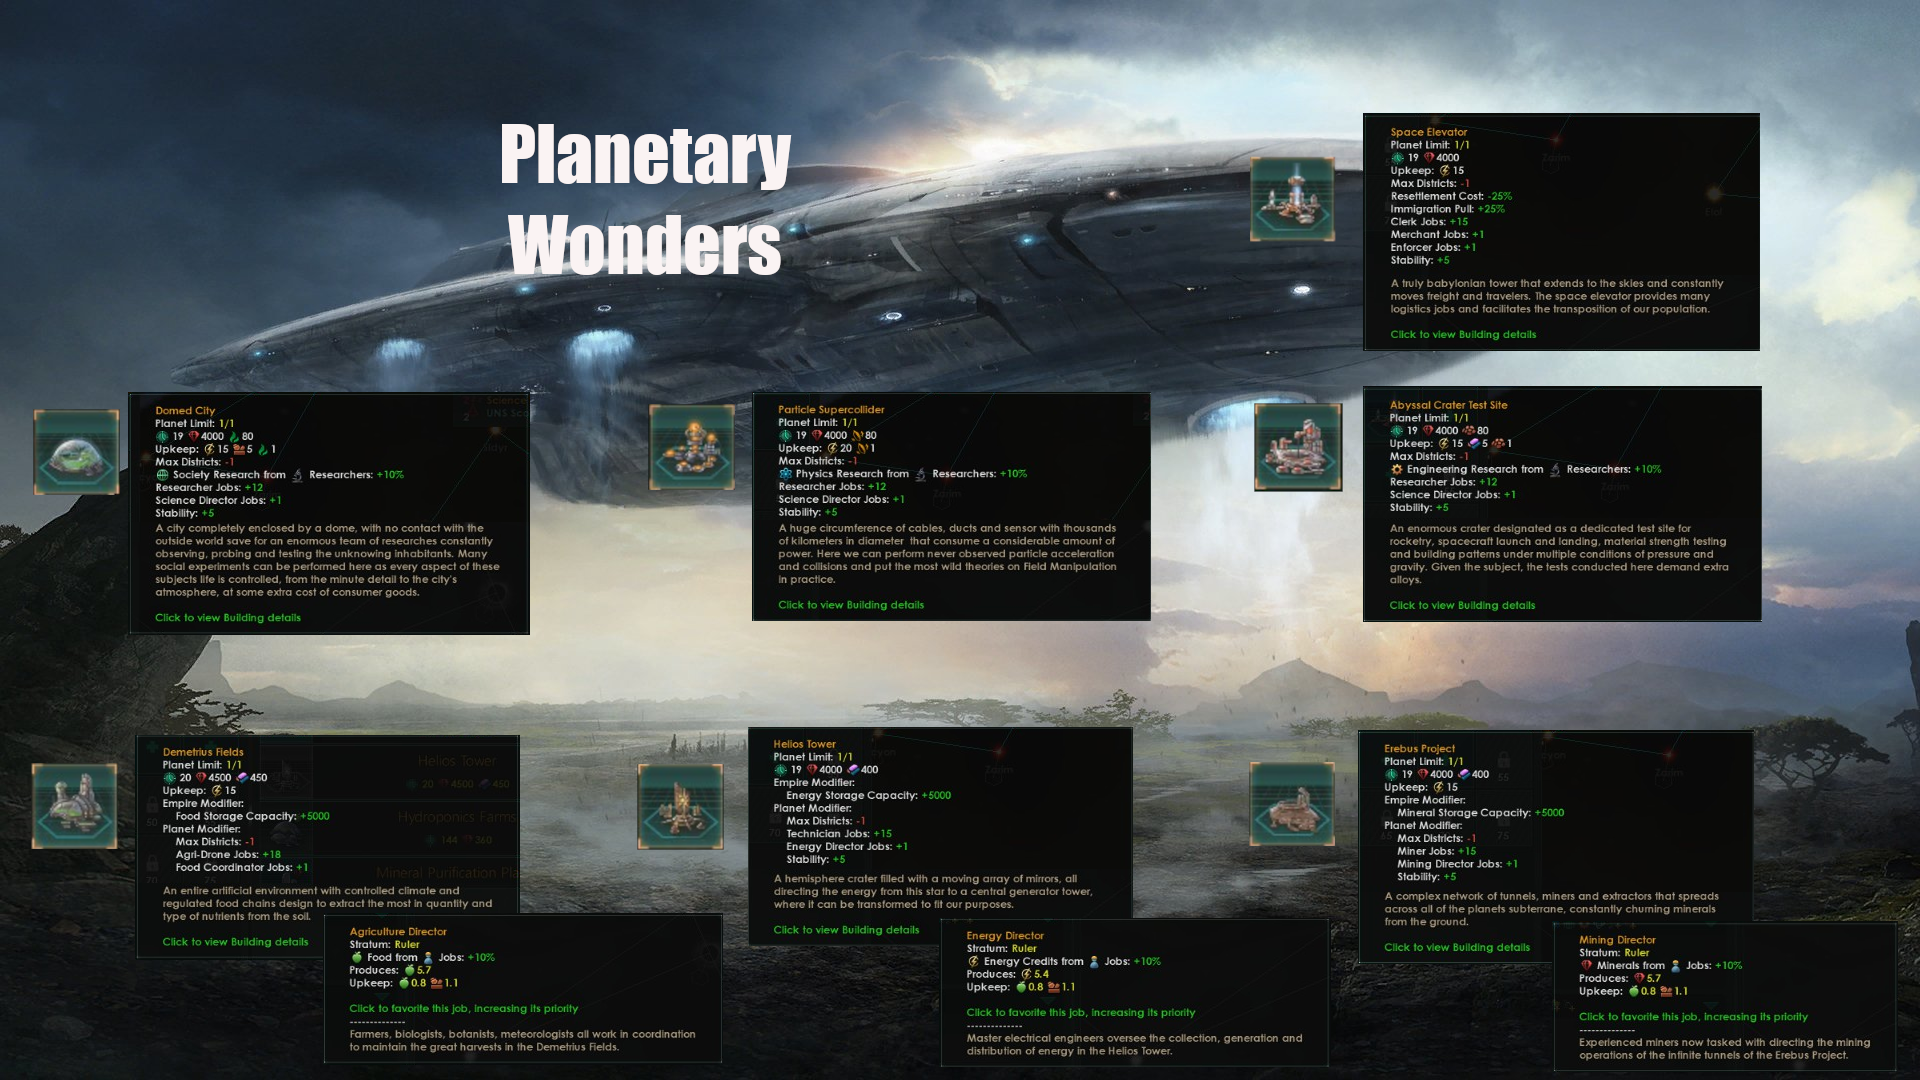 Planetary
Wonders
Space Elevator
Planet Limit: 1/1
19 4000
Upkeep: 15
Max Districts: -1
Resettlement Cost: -25%
Immigration Pull: +25%
Clerk Jobs: +15
Merchant Jobs: +1
Enforcer Jobs: +1
Stability: +5
A truly babylonian tower that extends to the skies and constantly
moves freight and travelers. The space elevator provides many
logistics jobs and facilitates the transposition of our population.
Click to view Building details
Domed City
Planet Limit: 1/1
19 4000 80
Upkeep: 15 5 1
Max Districts: -1
Society Research from Researchers: +10%
Researcher Jobs: +12
Science Director Jobs: +1
Stability: +5
A city completely enclosed by a dome, with no contact with the
outside world save for an enormous team of researches constantly
observing, probing and testing the unknowing inhabitants. Many
social experiments can be performed here as every aspect of these
subjects life is controlled, from the minute detail to the city's
atmosphere, at some extra cost of consumer goods.
Click to view Building details
Particle Supercollider
Planet Limit: 1/1
19 4000 80
Upkeep: 20 1
Max Districts: -1
Physics Research from Researchers: +10%
Researcher Jobs: +12
Science Director Jobs: +1
Stability: +5
A huge circumference of cables, ducts and sensor with thousands
of kilometers in diameter that consume a considerable amount of
power. Here we can perform never observed particle acceleration
and collisions and put the most wild theories on Field Manipulation
in practice.
Click to view Building details
Abyssal Crater Test Site
Planet Limit: 1/1
19 4000 80
Upkeep: 15 5 1
Max Districts: -1
Engineering Research from Researchers: +10%
Researcher Jobs: +12
Science Director Jobs: +1
Stability: +5
An enormous crater designated as a dedicated test site for
rocketry, spacecraft launch and landing, material strength testing
and building patterns under multiple conditions of pressure and
gravity. Given the subject, the tests conducted here demand extra
alloys.
Click to view Building details
Demetrius Fields
Planet Limit: 1/1
20 4500 450
Upkeep: 15
Empire Modifier:
Food Storage Capacity: +5000
Planet Modifier:
Max Districts: -1
Agri-Drone Jobs: +18
Food Coordinator Jobs: +1
An entire artificial environment with controlled climate and
regulated food chains design to extract the most in quantity and
type of nutrients from the soil.
Click to view Building details
Helios Tower
20 4500 450
Hydroponics Farms
144 360
Mineral Purification Pla
Agriculture Director
Stratum: Ruler
Food from Jobs: +10%
Produces: 5.7
Upkeep: 0.8 1.1
Click to favorite this job, increasing its priority
--------------
Farmers, biologists, botanists, meteorologists all work in coordination
to maintain the great harvests in the Demetrius Fields.
Helios Tower
Planet Limit: 1/1
19 4000 400
Empire Modifier:
Energy Storage Capacity: +5000
Planet Modifier:
Max Districts: -1
Technician Jobs: +15
Energy Director Jobs: +1
Stability: +5
A hemisphere crater filled with a moving array of mirrors, all
directing the energy from this star to a central generator tower,
where it can be transformed to fit our purposes.
Click to view Building details
Energy Director
Stratum: Ruler
Energy Credits from Jobs: +10%
Produces: 5.4
Upkeep: 0.8 1.1
Click to favorite this job, increasing its priority
--------------
Master electrical engineers oversee the collection, generation and
distribution of energy in the Helios Tower.
Erebus Project
Planet Limit: 1/1
19 4000 400
Upkeep: 15
Empire Modifier:
Mineral Storage Capacity: +5000
Planet Modifier:
Max Districts: -1
Miner Jobs: +15
Mining Director Jobs: +1
Stability: +5
A complex network of tunnels, miners and extractors that spreads
across all of the planets subterrane, constantly churning minerals
from the ground.
Click to view Building details
Mining Director
Stratum: Ruler
Minerals from Jobs: +10%
Produces: 5.7
Upkeep: 0.8 1.1
Click to favorite this job, increasing its priority
--------------
Experienced miners now tasked with directing the mining
operations of the infinite tunnels of the Erebus Project.